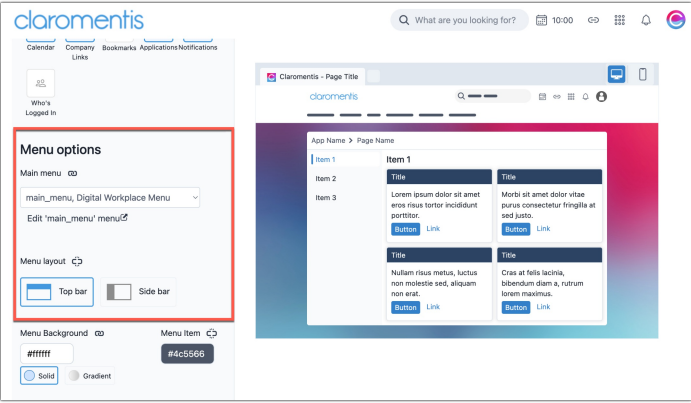 claromentis
What are you looking for?
10:00
Calendar
Company Links
Bookmarks
Applications
Notifications
Who's Logged In
Menu options
Main menu
main_menu, Digital Workplace Menu
Edit 'main_menu' menu
Menu layout
Top bar
Side bar
Menu Background
Menu Item
#ffffff
#4c5566
Solid
Gradient
Claromentis - Page Title
claromentis
App Name > Page Name
Item 1
Item 2
Item 3
Item 1
Title
Lorem ipsum dolor sit amet
eros risus tortor incididunt
porttitor.
Button Link
Title
Morbi sit amet dolor vitae
purus consectetur fringilla at
sed justo.
Button Link
Title
Nullam risus metus, luctus
non molestie sed, aliquam
non erat.
Button Link
Title
Cras at felis lacinia,
bibendum diam a, rutrum
lorem maximus.
Button Link